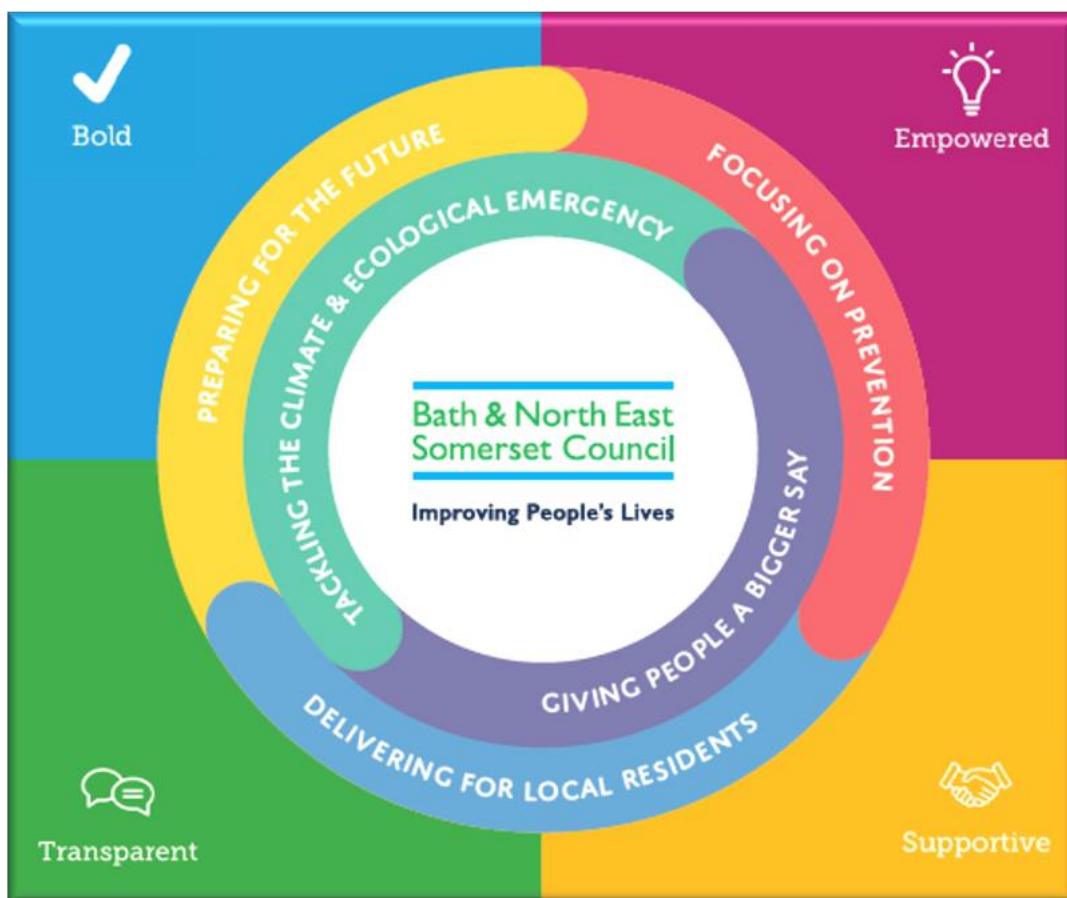 Bold
Empowered
PREPARING FOR THE FUTURE
FOCUSING ON PREVENTION
TACKLING THE CLIMATE & ECOLOGICAL EMERGENCY
Bath & North East
Somerset Council
Improving People's Lives
GIVING PEOPLE A BIGGER SAY
DELIVERING FOR LOCAL RESIDENTS
Transparent
Supportive